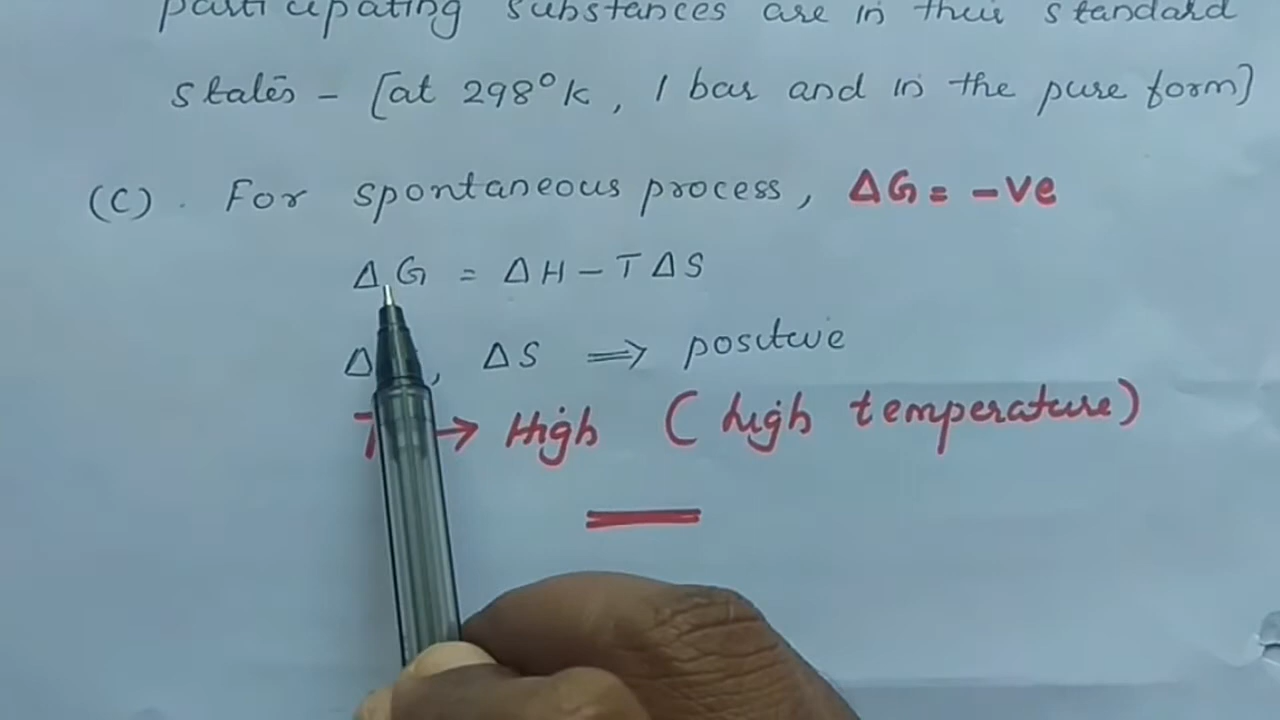 participating substances are in their standard
states - [at 298°K, 1 bar and in the pure form]
(C). For spontaneous process, ΔG = -ve
ΔG = ΔH - TΔS
Δ , ΔS ⟹ positive
T → High (high temperature)